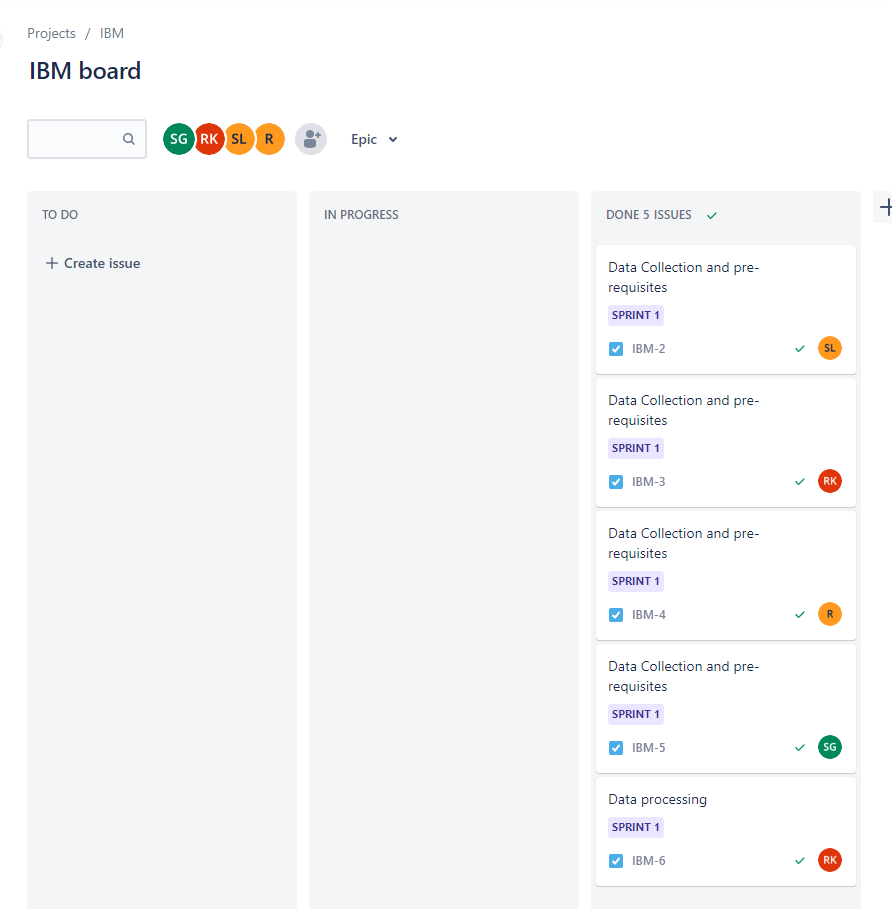 Projects / IBM
IBM board
SG RK SL R Epic
TO DO
Create issue
IN PROGRESS
DONE 5 ISSUES
Data Collection and pre-
requisites
SPRINT 1
IBM-2 SL
Data Collection and pre-
requisites
SPRINT 1
IBM-3 RK
Data Collection and pre-
requisites
SPRINT 1
IBM-4 R
Data Collection and pre-
requisites
SPRINT 1
IBM-5 SG
Data processing
SPRINT 1
IBM-6 RK